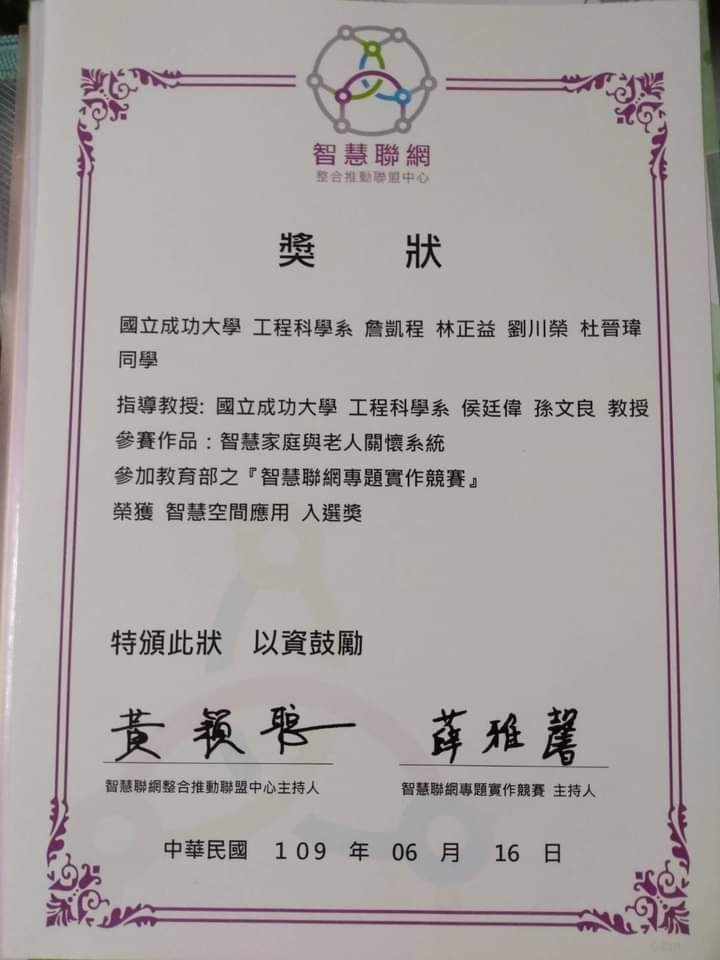 智慧聯網
整合推動聯盟中心
獎 狀
國立成功大學 工程科學系 詹凱程 林正益 劉川榮 杜晉瑋
同學
指導教授: 國立成功大學 工程科學系 侯廷偉 孫文良 教授
參賽作品：智慧家庭與老人關懷系統
參加教育部之『智慧聯網專題實作競賽』
榮獲 智慧空間應用 入選獎
特頒此狀 以資鼓勵
黃穎聰 薛雅馨
智慧聯網整合推動聯盟中心主持人 智慧聯網專題實作競賽 主持人
中華民國 109 年 06 月 16 日